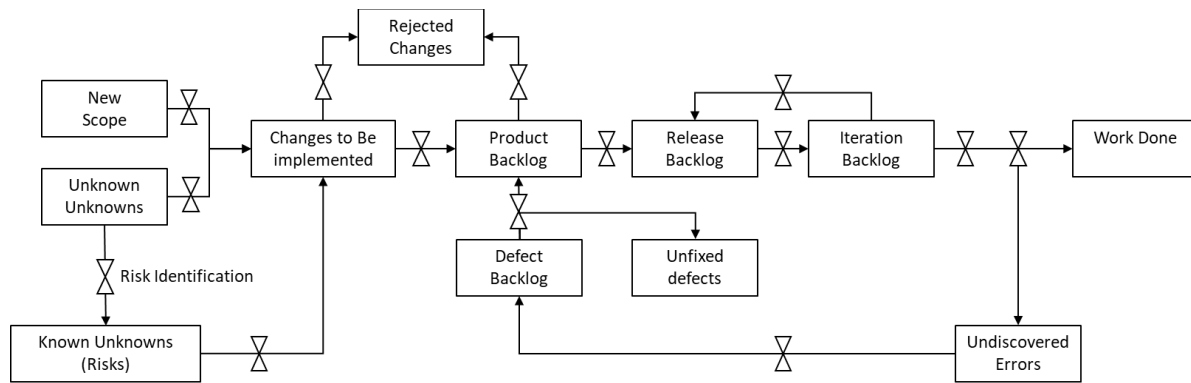 Rejected
Changes
New
Scope
Changes to Be
implemented
Product
Backlog
Release
Backlog
Iteration
Backlog
Work Done
Unknown
Unknowns
Risk Identification
Defect
Backlog
Unfixed
defects
Known Unknowns
(Risks)
Undiscovered
Errors